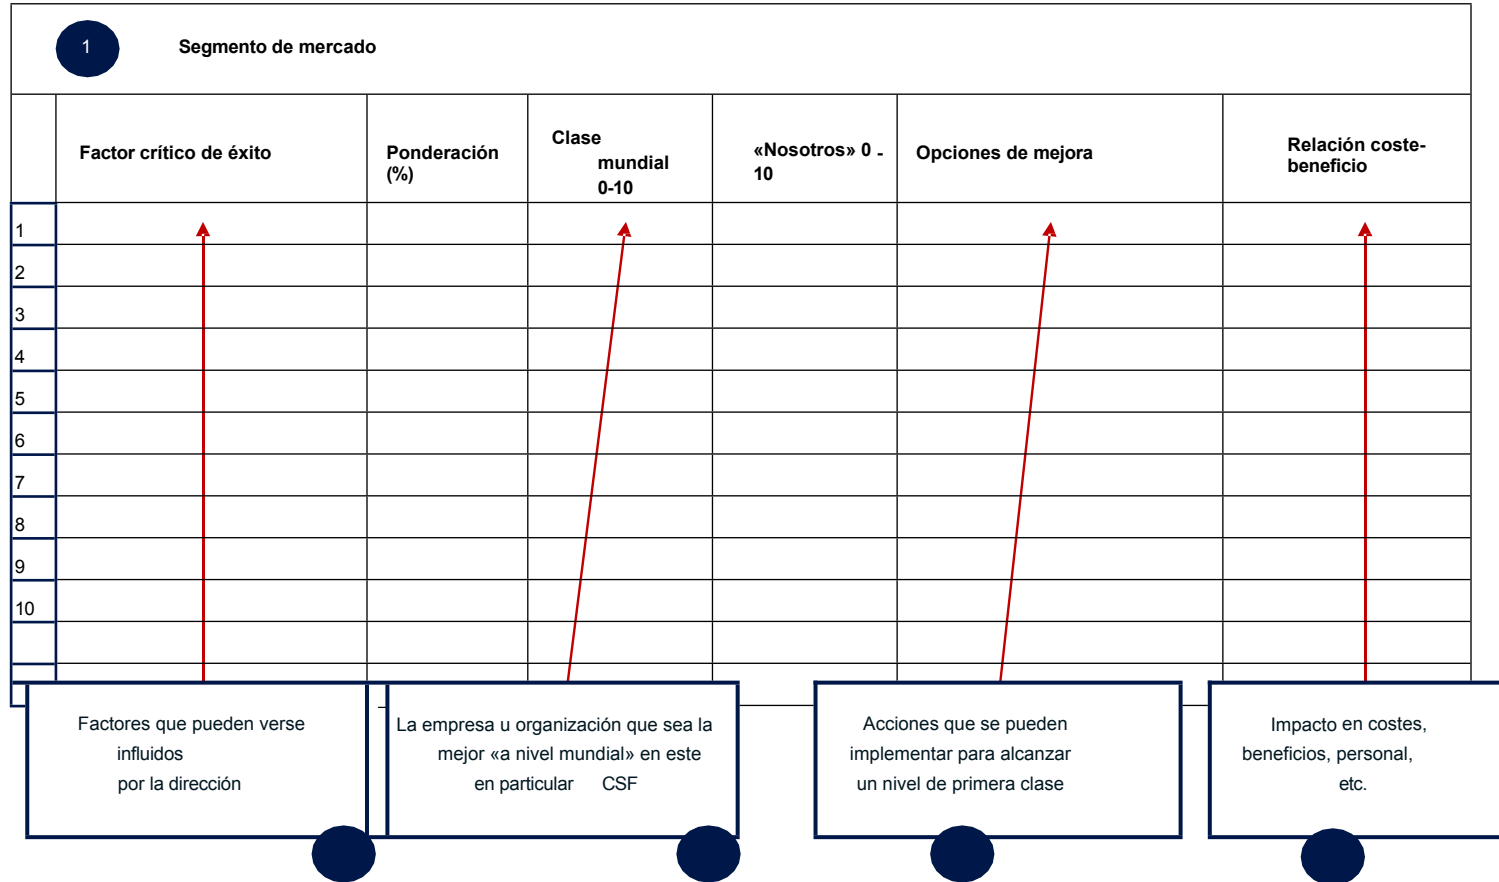 1
Segmento de mercado
Factor crítico de éxito
Ponderación
(%)
Clase
mundial
0-10
«Nosotros» 0 -
10
Opciones de mejora
Relación coste-
beneficio
1
2
3
4
5
6
7
8
9
10
Factores que pueden verse
influidos
por la dirección
La empresa u organización que sea la
mejor «a nivel mundial» en este
en particular CSF
Acciones que se pueden
implementar para alcanzar
un nivel de primera clase
Impacto en costes,
beneficios, personal,
etc.